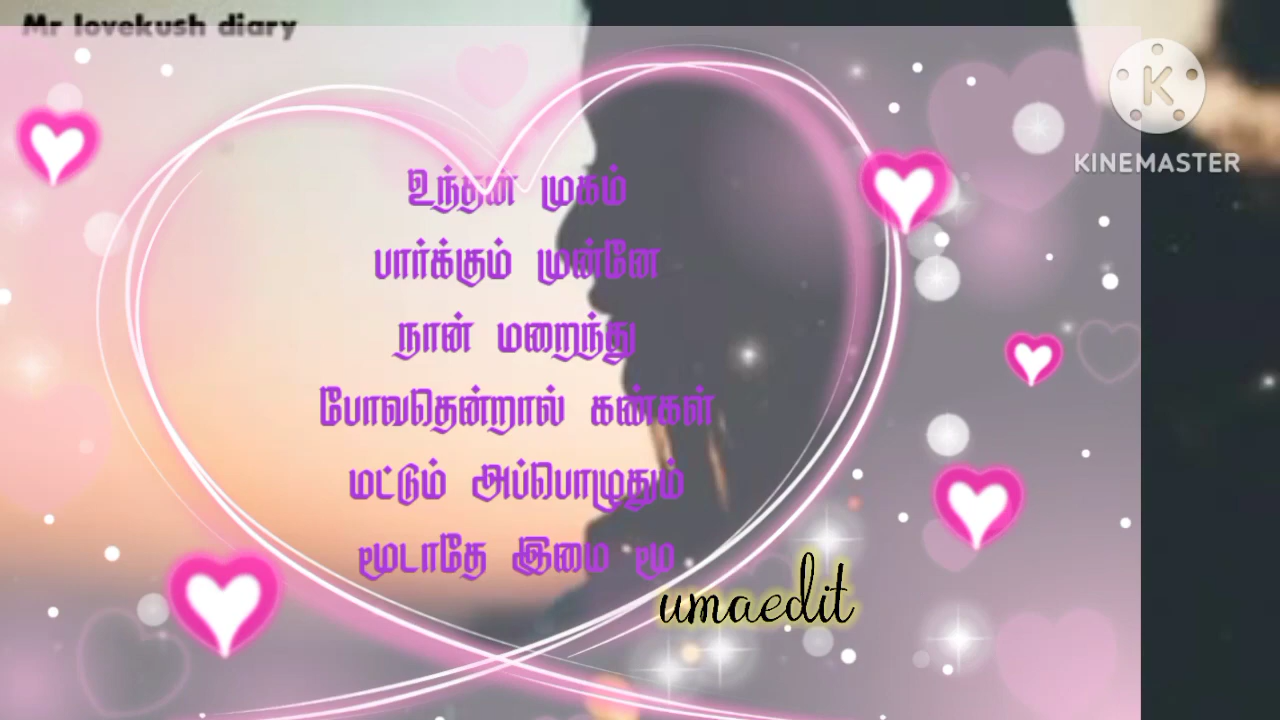 Mr lovekush diary
KINEMASTER
உந்தன் முகம்
பார்க்கும் முன்னே
நான் மறைந்து
போவதென்றால் கண்கள்
மட்டும் அப்பொழுதும்
மூடாதே இமை மூ
umaedit